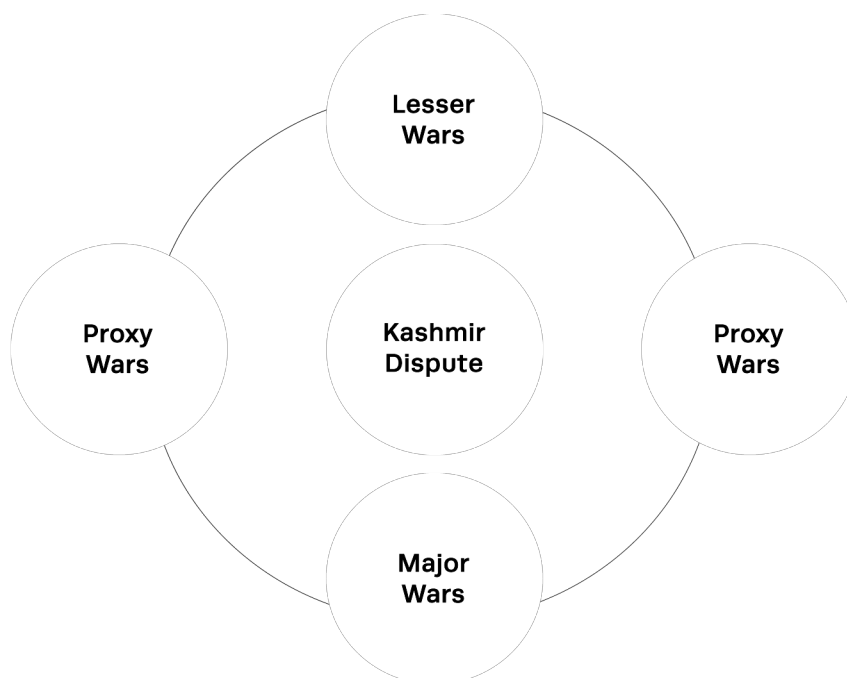 Lesser
Wars
Proxy
Wars
Kashmir
Dispute
Proxy
Wars
Major
Wars